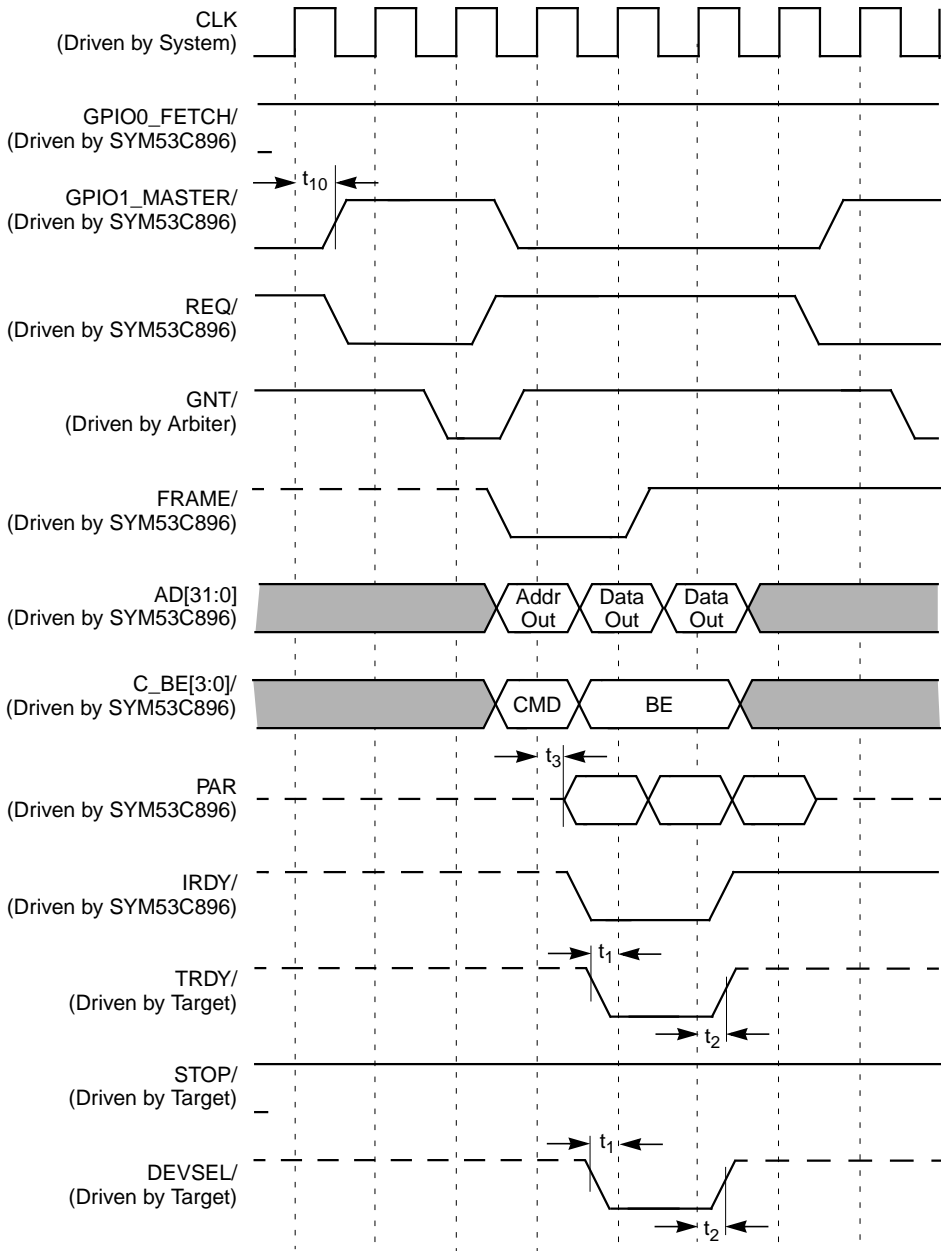 CLK
(Driven by System)
GPIO0_FETCH/
(Driven by SYM53C896)
t10
GPIO1_MASTER/
(Driven by SYM53C896)
REQ/
(Driven by SYM53C896)
GNT/
(Driven by Arbiter)
FRAME/
(Driven by SYM53C896)
AD[31:0]
(Driven by SYM53C896)
Addr
Out
Data
Out
Data
Out
C_BE[3:0]/
(Driven by SYM53C896)
CMD
BE
t3
PAR
(Driven by SYM53C896)
IRDY/
(Driven by SYM53C896)
t1
TRDY/
(Driven by Target)
t2
STOP/
(Driven by Target)
t1
DEVSEL/
(Driven by Target)
t2